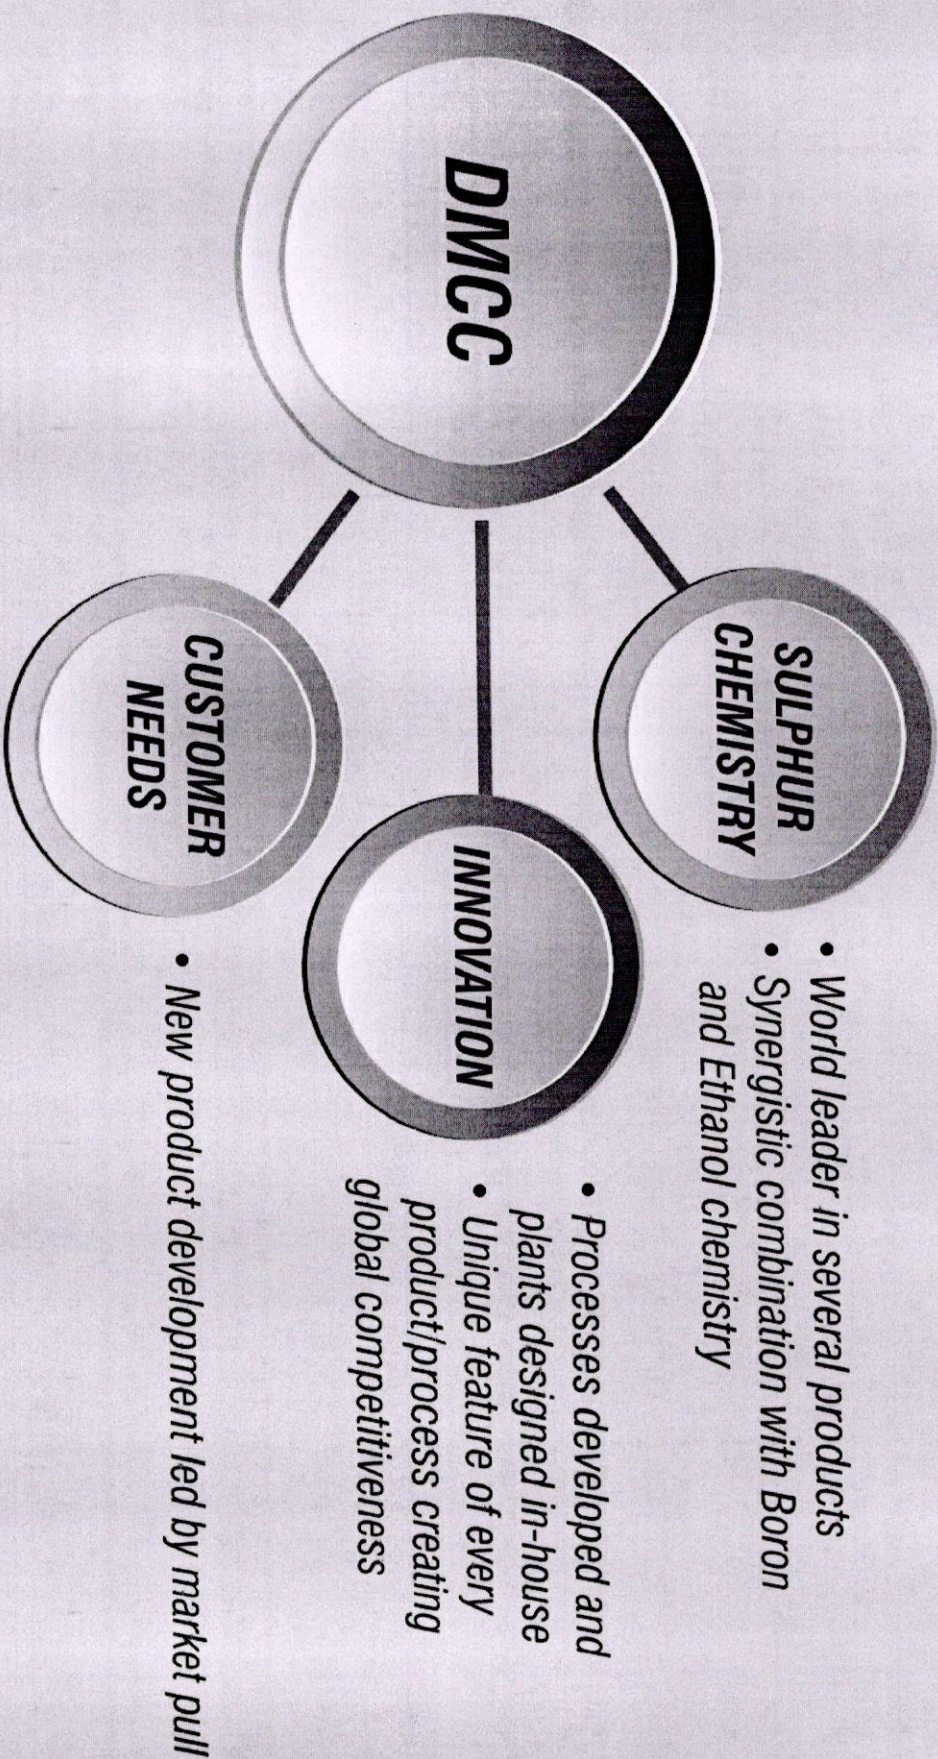 DMCC
SULPHUR
CHEMISTRY
• World leader in several products
• Synergistic combination with Boron
and Ethanol chemistry
INNOVATION
• Processes developed and
plants designed in-house
• Unique feature of every
product/process creating
global competitiveness
CUSTOMER
NEEDS
• New product development led by market pull